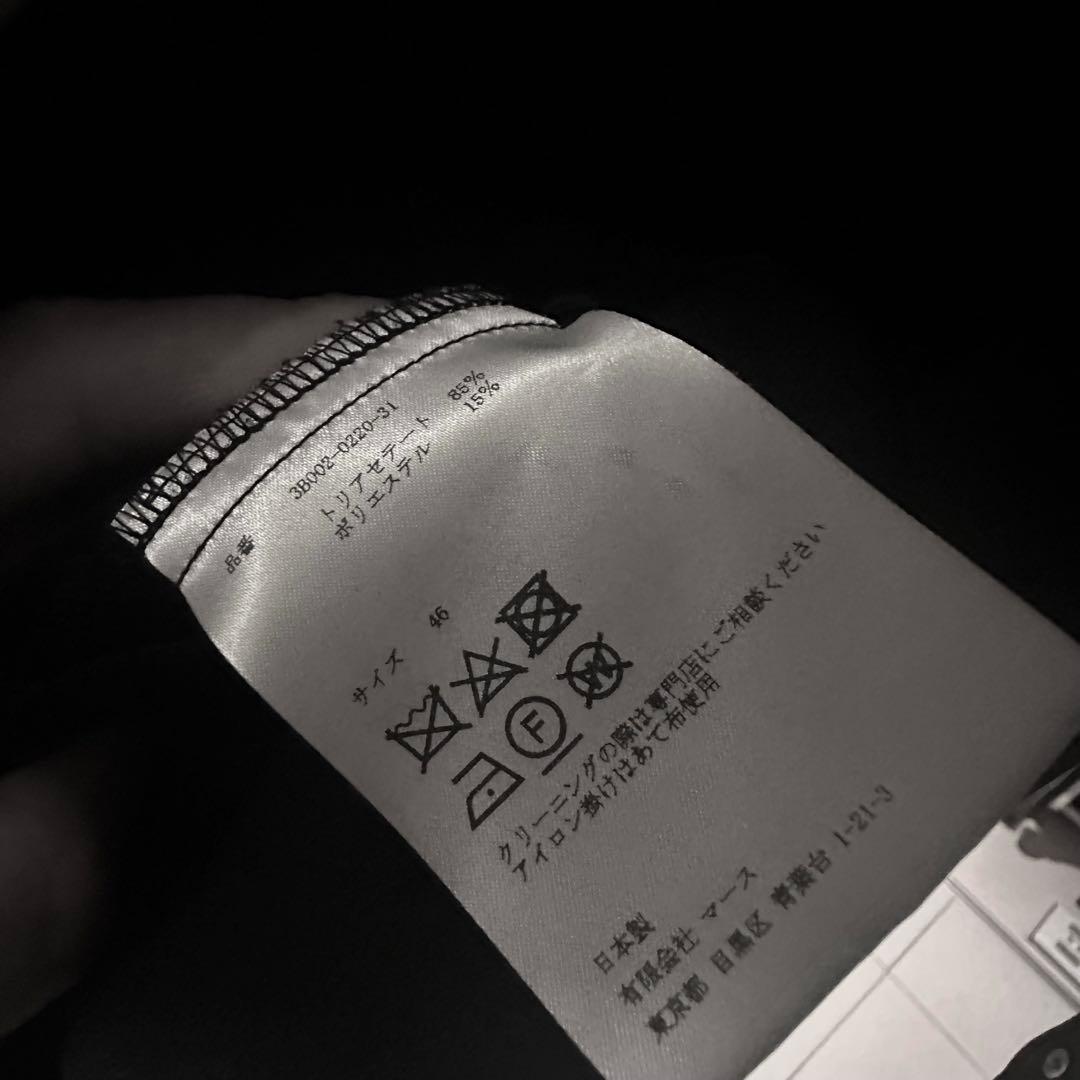 品番 3B002-0220-31
トリアセテート 85%
ポリエステル 15%
サイズ 46
F
W
クリーニングの際は専門店にご相談ください
アイロン掛けはあて布使用
日本製
有限会社 マース
東京都 目黒区 青葉台 1-21-3